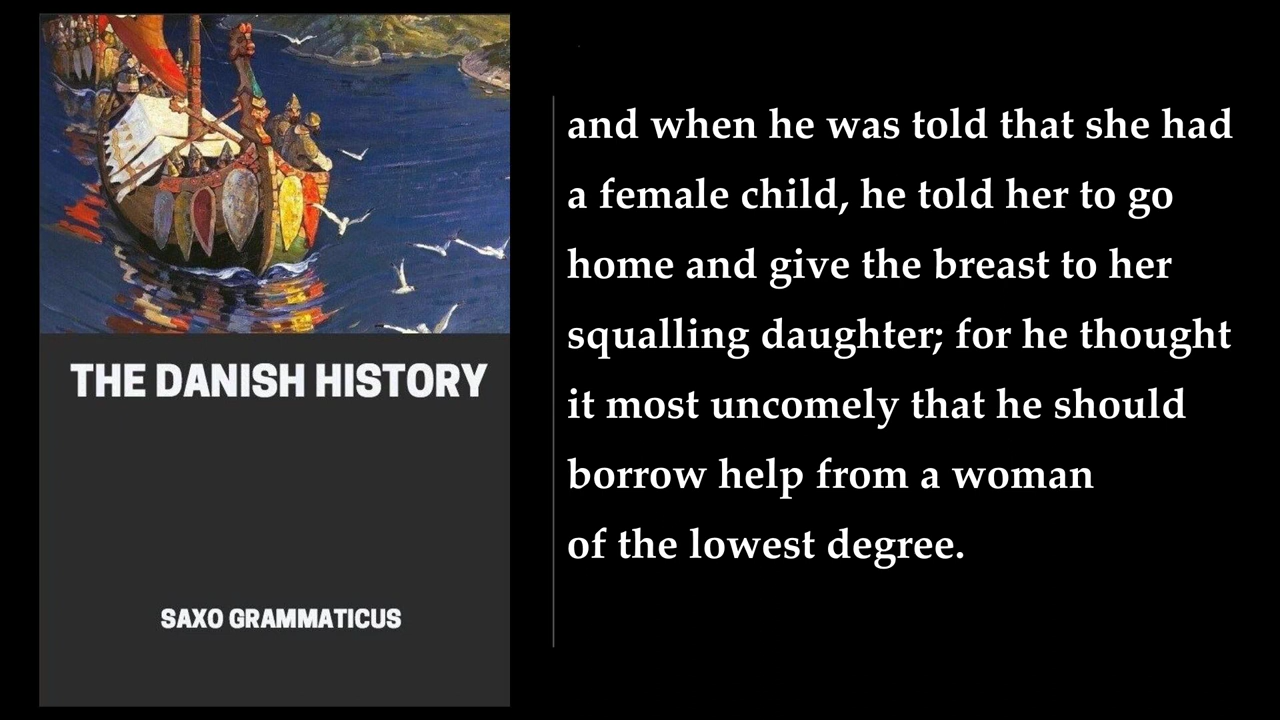 THE DANISH HISTORY
SAXO GRAMMATICUS
and when he was told that she had
a female child, he told her to go
home and give the breast to her
squalling daughter; for he thought
it most uncomely that he should
borrow help from a woman
of the lowest degree.